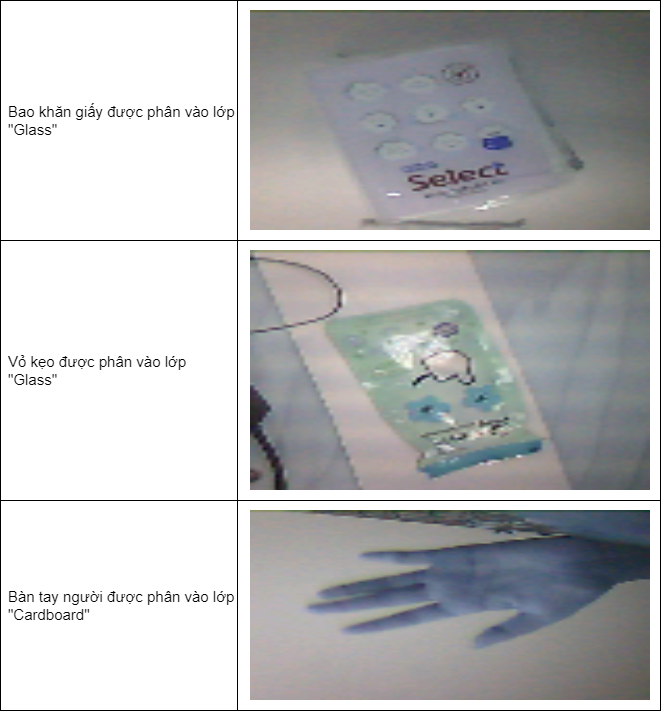 Bao khăn giấy được phân vào lớp
"Glass"
Select
Vỏ kẹo được phân vào lớp
"Glass"
Bàn tay người được phân vào lớp
"Cardboard"